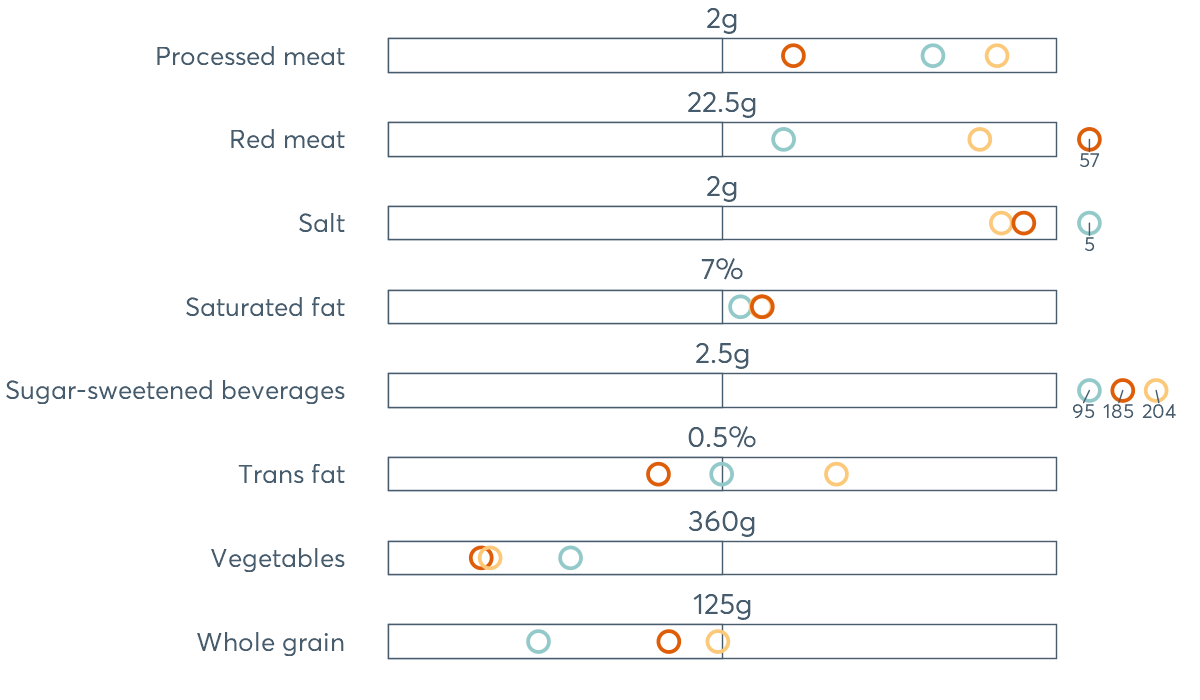 2g
Processed meat
22.5g
Red meat
57
2g
Salt
5
7%
Saturated fat
2.5g
Sugar-sweetened beverages
95 185 204
0.5%
Trans fat
360g
Vegetables
125g
Whole grain